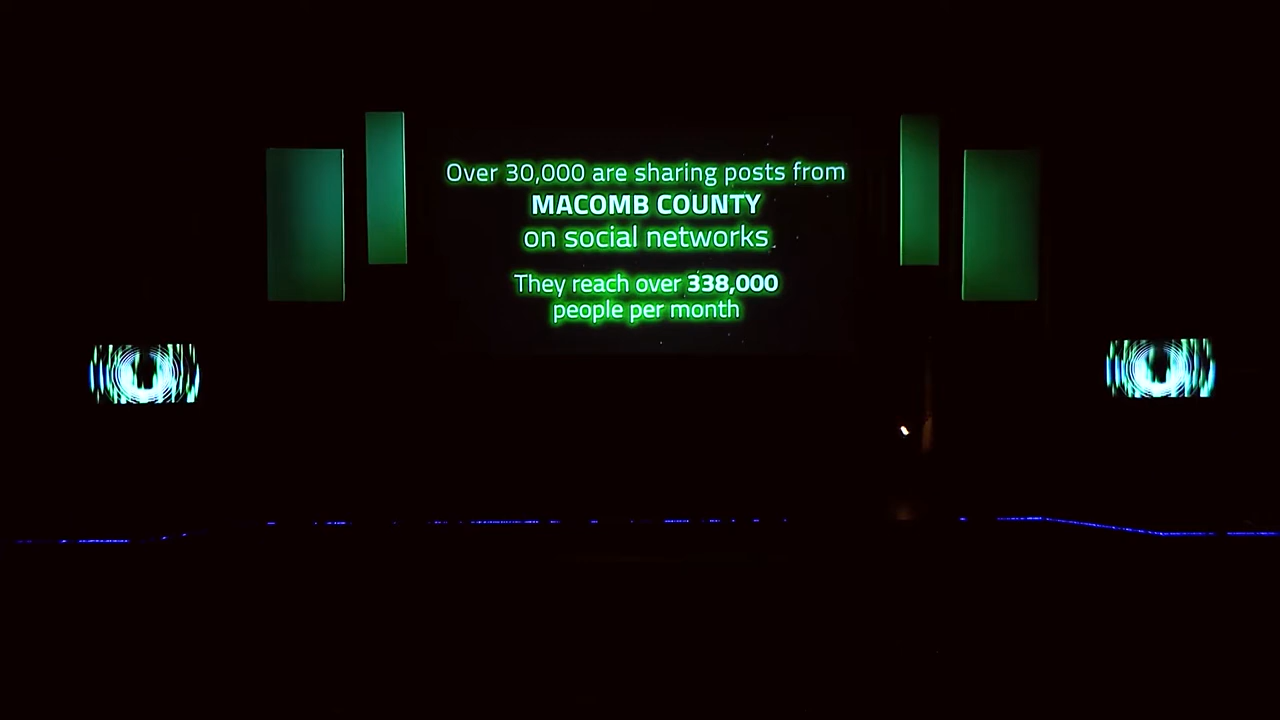 Over 30,000 are sharing posts from
MACOMB COUNTY
on social networks
They reach over 338,000
people per month